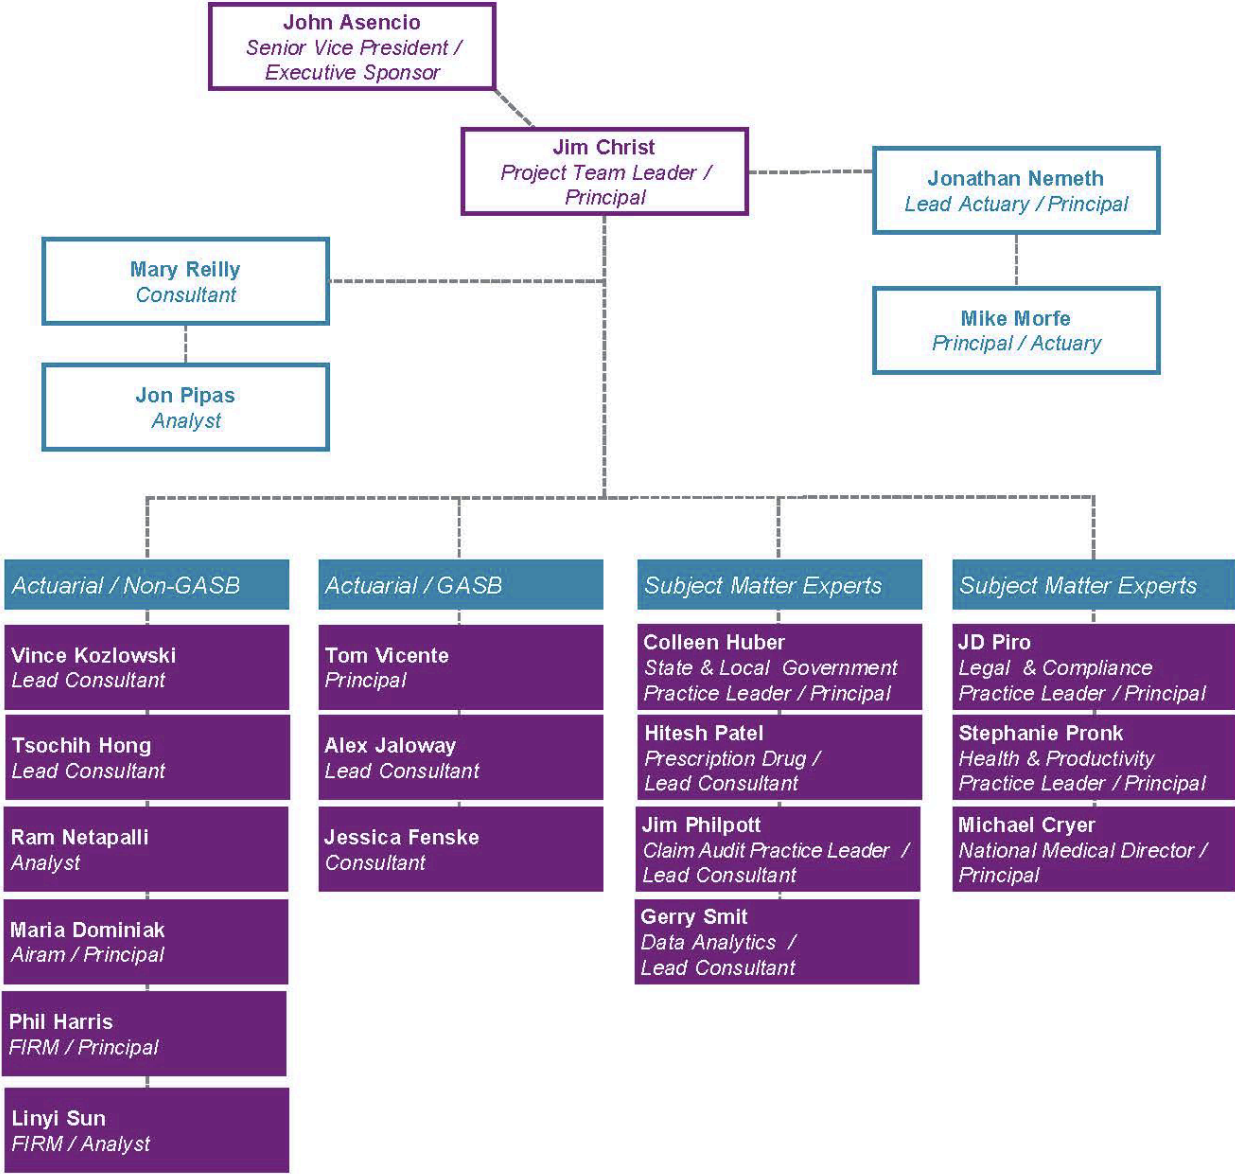 John Asencio
Senior Vice President /
Executive Sponsor
Jim Christ
Project Team Leader /
Principal
Jonathan Nemeth
Lead Actuary / Principal
Mary Reilly
Consultant
Mike Morfe
Principal / Actuary
Jon Pipas
Analyst
Actuarial / Non-GASB
Vince Kozlowski
Lead Consultant
Tsochih Hong
Lead Consultant
Ram Netapalli
Analyst
Maria Dominiak
Airam / Principal
Phil Harris
FIRM / Principal
Linyi Sun
FIRM / Analyst
Actuarial / GASB
Tom Vicente
Principal
Alex Jaloway
Lead Consultant
Jessica Fenske
Consultant
Subject Matter Experts
Colleen Huber
State & Local Government
Practice Leader / Principal
Hitesh Patel
Prescription Drug /
Lead Consultant
Jim Philpott
Claim Audit Practice Leader /
Lead Consultant
Gerry Smit
Data Analytics /
Lead Consultant
Subject Matter Experts
JD Piro
Legal & Compliance
Practice Leader / Principal
Stephanie Pronk
Health & Productivity
Practice Leader / Principal
Michael Cryer
National Medical Director /
Principal